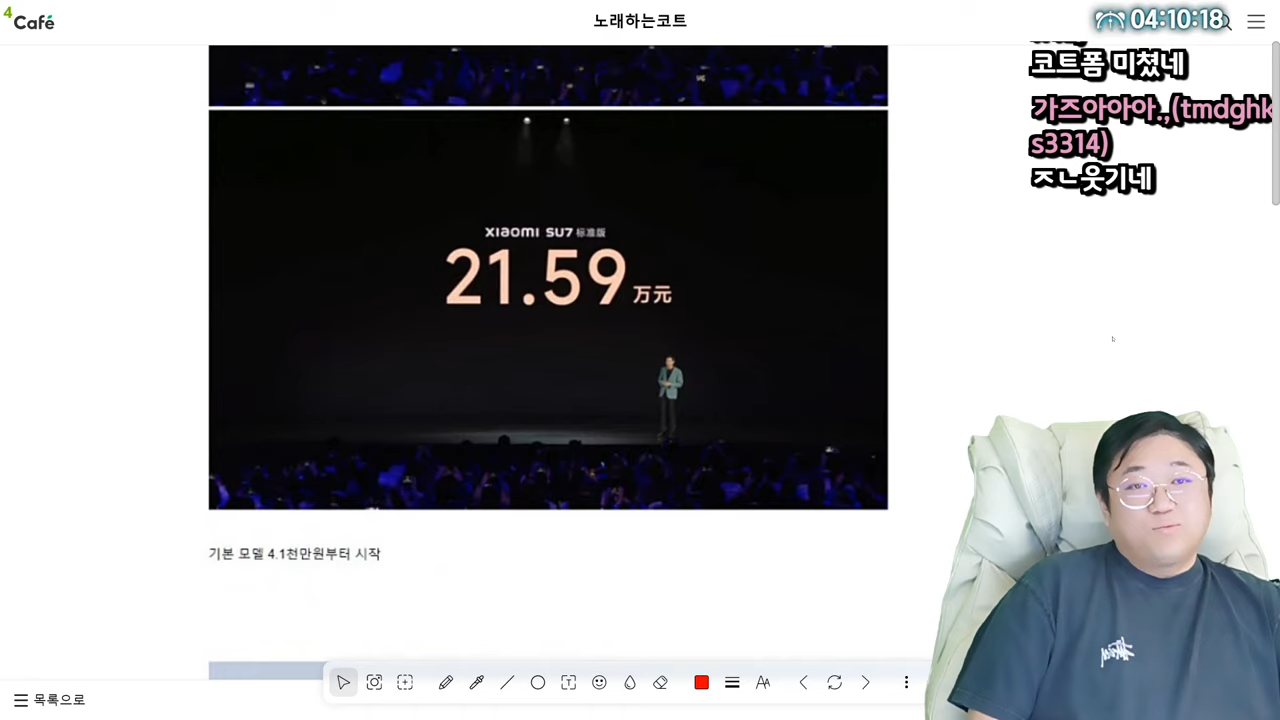 4
Café
노래하는코트
04:10:18
코트폼 미쳤네
가즈아아아.,(tmdghk
s3314)
ㅈㄴ웃기네
xiaomi SU7 标准版
21.59 万元
기본 모델 4.1천만원부터 시작
목록으로